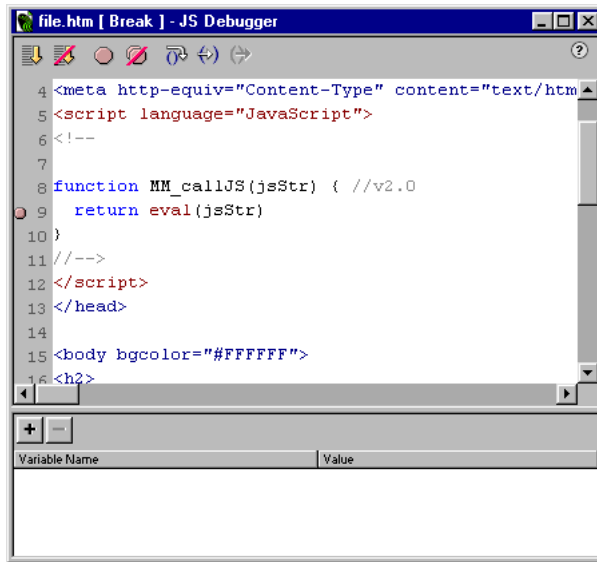 file.htm [ Break ] - JS Debugger
?
4 <meta http-equiv="Content-Type" content="text/htm
5 <script language="JavaScript">
6 <!--
7
8 function MM_callJS(jsStr) { //v2.0
9   return eval(jsStr)
10 }
11 //-->
12 </script>
13 </head>
14
15 <body bgcolor="#FFFFFF">
16 <h2>
+ −
Variable Name Value